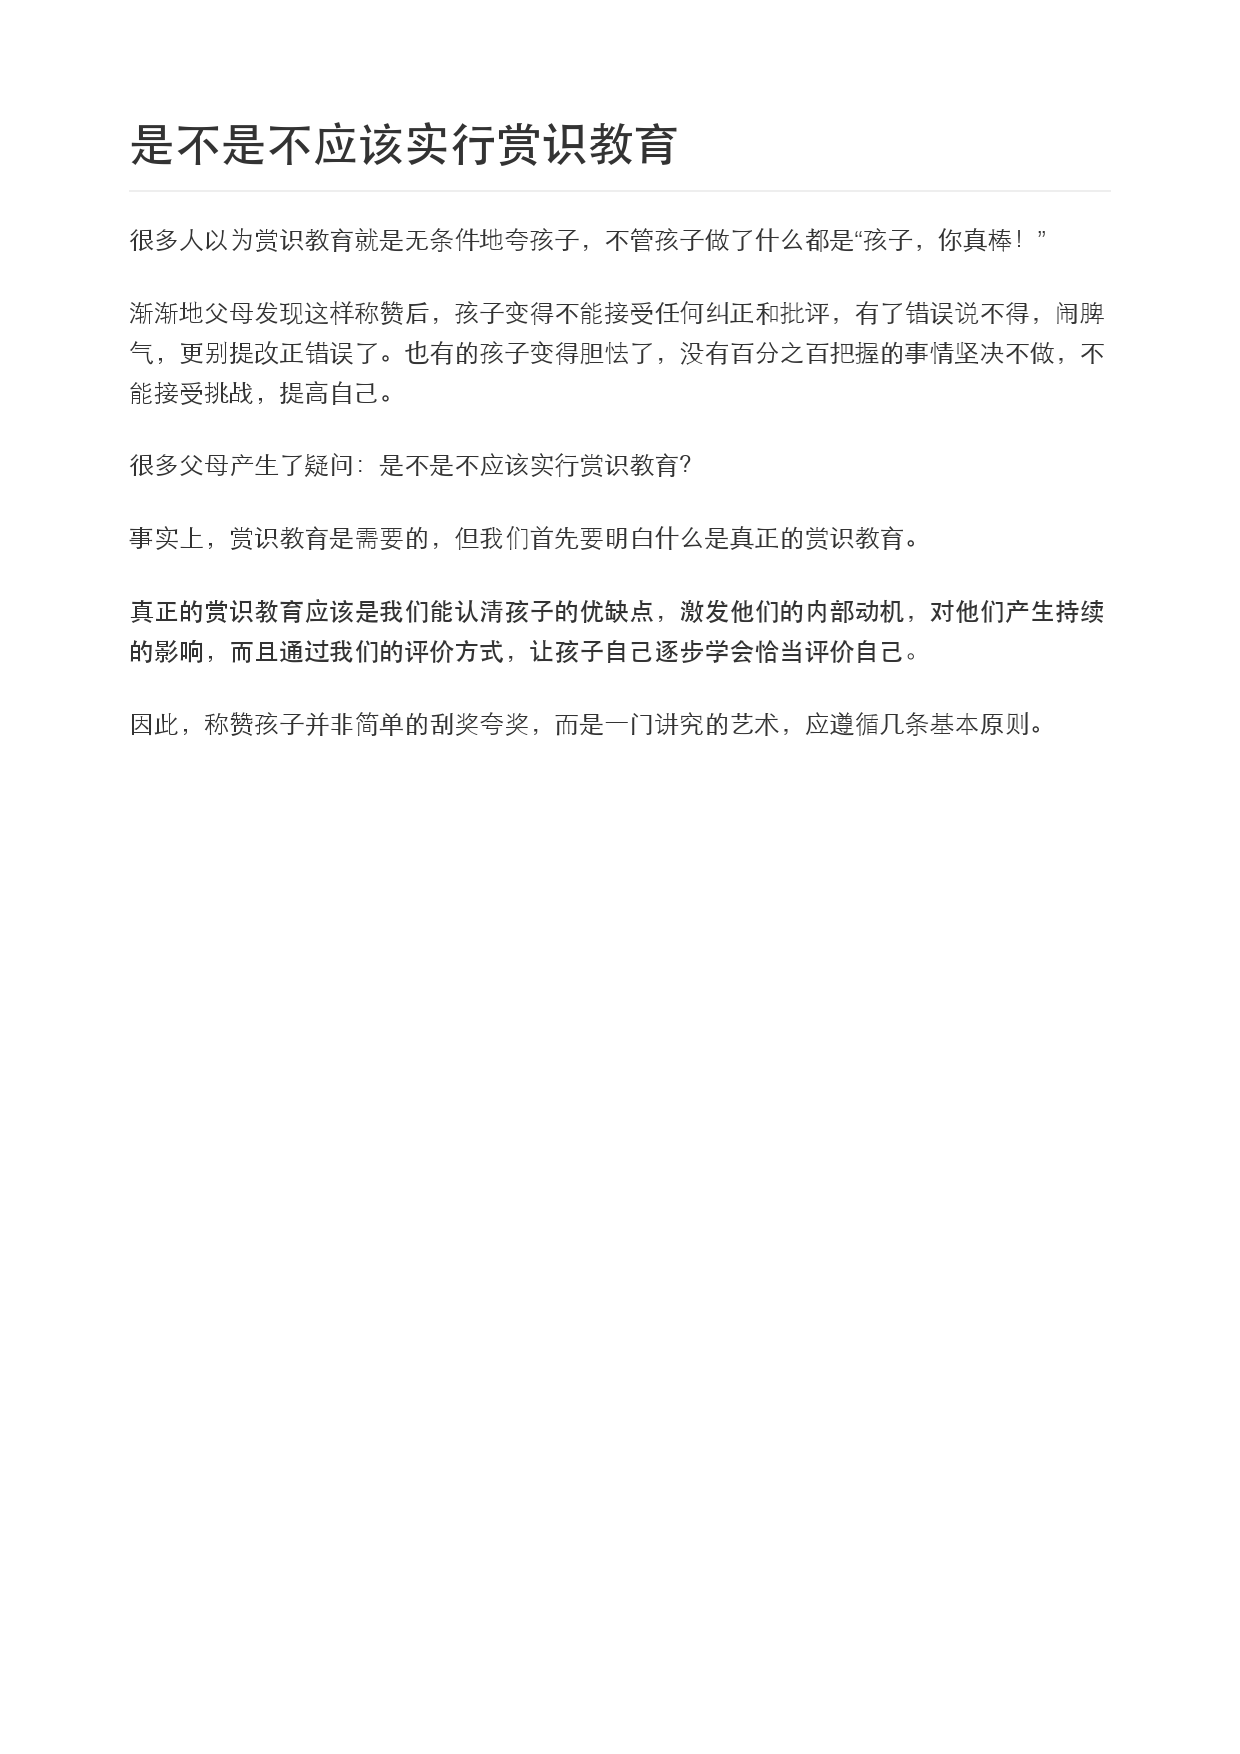 是不是不应该实行赏识教育
很多人以为赏识教育就是无条件地夸孩子，不管孩子做了什么都是“孩子，你真棒！”
渐渐地父母发现这样称赞后，孩子变得不能接受任何纠正和批评，有了错误说不得，闹脾
气，更别提改正错误了。也有的孩子变得胆怯了，没有百分之百把握的事情坚决不做，不
能接受挑战，提高自己。
很多父母产生了疑问：是不是不应该实行赏识教育？
事实上，赏识教育是需要的，但我们首先要明白什么是真正的赏识教育。
真正的赏识教育应该是我们能认清孩子的优缺点，激发他们的内部动机，对他们产生持续
的影响，而且通过我们的评价方式，让孩子自己逐步学会恰当评价自己。
因此，称赞孩子并非简单的刮奖夸奖，而是一门讲究的艺术，应遵循几条基本原则。